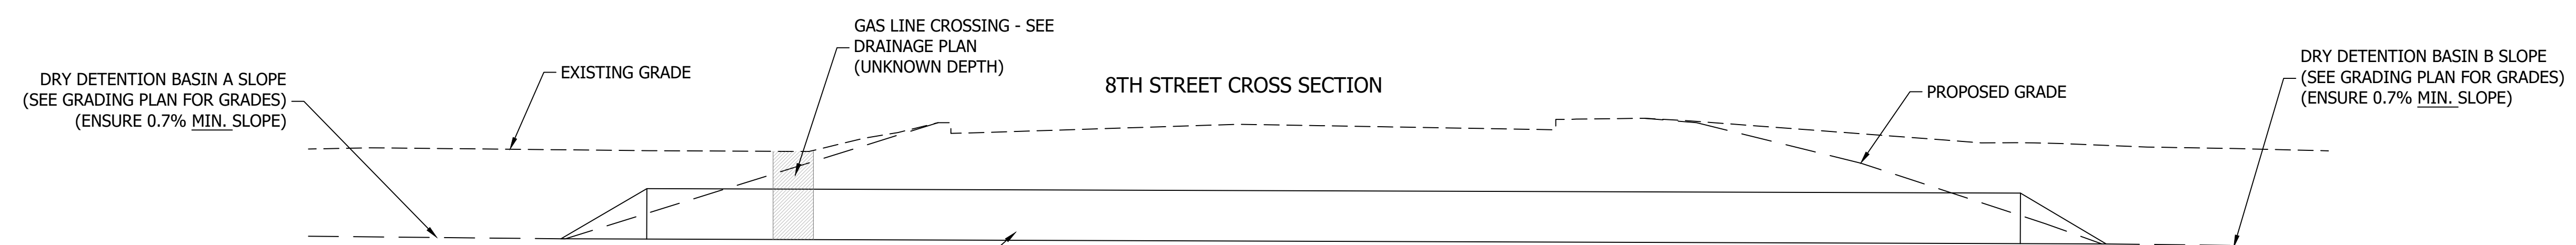 DRY DETENTION BASIN A SLOPE
(SEE GRADING PLAN FOR GRADES)
(ENSURE 0.7% MIN. SLOPE)
EXISTING GRADE
GAS LINE CROSSING - SEE
DRAINAGE PLAN
(UNKNOWN DEPTH)
8TH STREET CROSS SECTION
PROPOSED GRADE
DRY DETENTION BASIN B SLOPE
(SEE GRADING PLAN FOR GRADES)
(ENSURE 0.7% MIN. SLOPE)